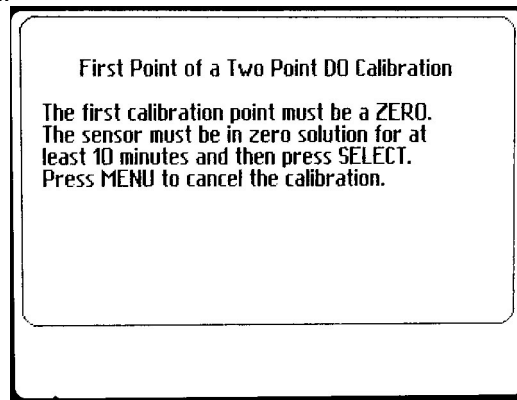 First Point of a Two Point DO Calibration
The first calibration point must be a ZERO.
The sensor must be in zero solution for at
least 10 minutes and then press SELECT.
Press MENU to cancel the calibration.